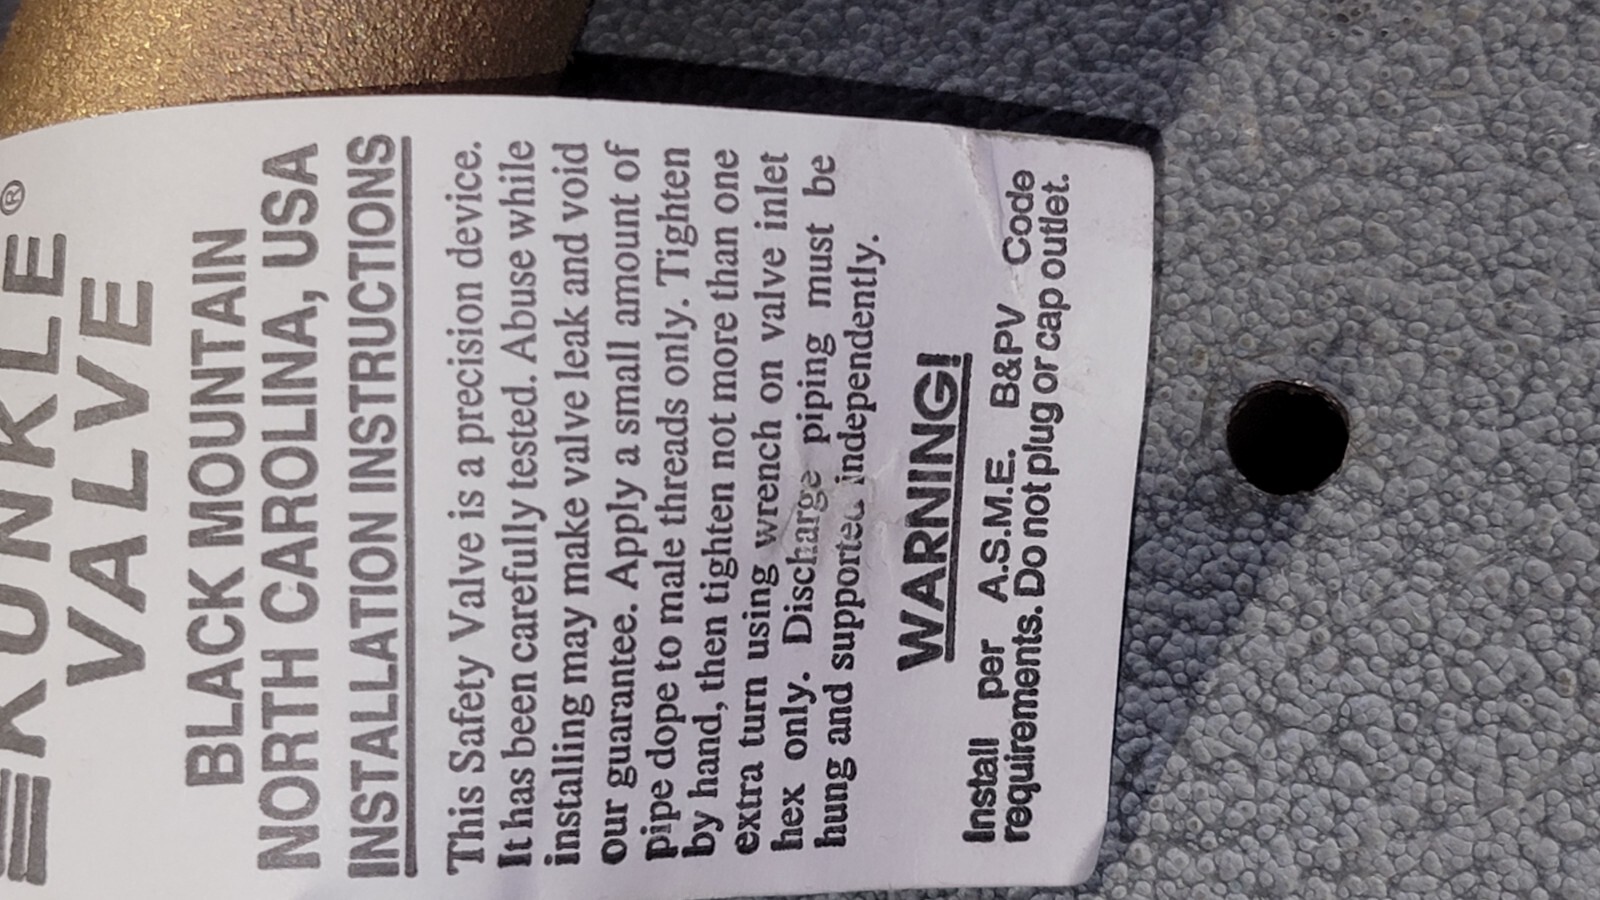 KUNKLE®
VALVE
BLACK MOUNTAIN
NORTH CAROLINA, USA
INSTALLATION INSTRUCTIONS
This Safety Valve is a precision device.
It has been carefully tested. Abuse while
installing may make valve leak and void
our guarantee. Apply a small amount of
pipe dope to male threads only. Tighten
by hand, then tighten not more than one
extra turn using wrench on valve inlet
hex only. Discharge piping must be
hung and supported independently.
WARNING!
Install per A.S.M.E. B&PV Code
requirements. Do not plug or cap outlet.